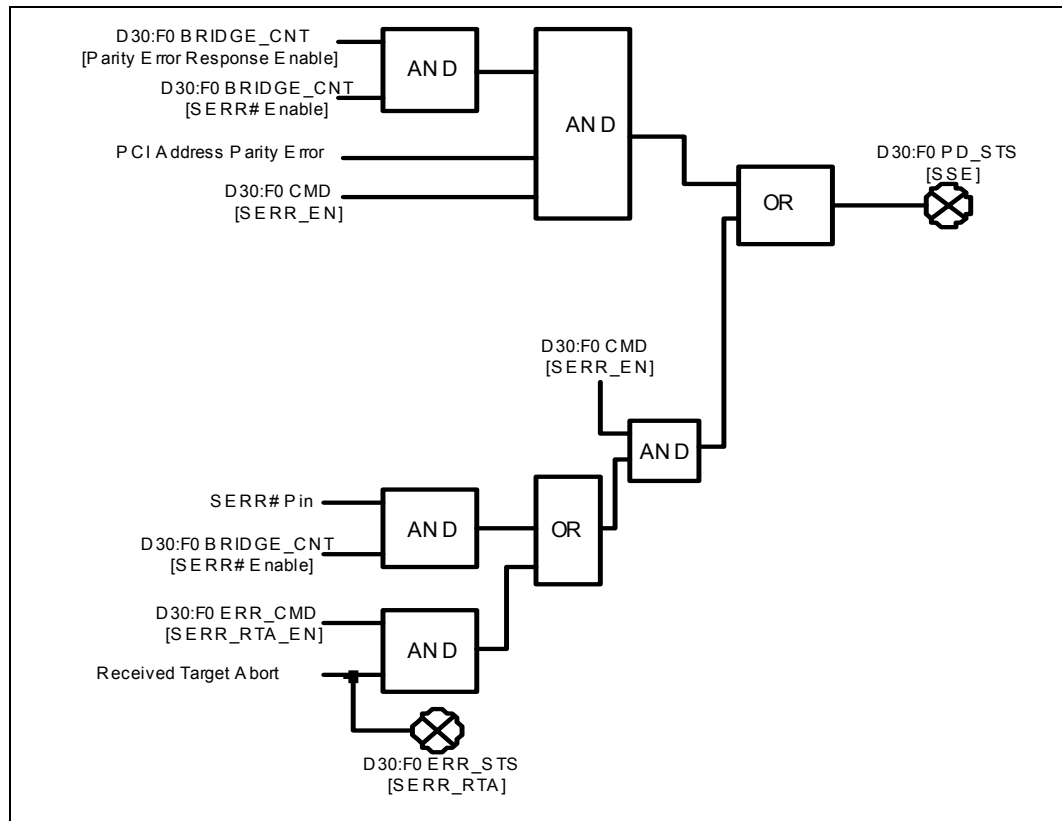 D30:F0 BRIDGE_CNT
[Parity Error Response Enable]
AND
D30:F0 BRIDGE_CNT
[SERR# Enable]
AND
PCI Address Parity Error
D30:F0 CMD
[SERR_EN]
OR
D30:F0 PD_STS
[SSE]
D30:F0 CMD
[SERR_EN]
AND
SERR# Pin
AND
OR
D30:F0 BRIDGE_CNT
[SERR# Enable]
D30:F0 ERR_CMD
[SERR_RTA_EN]
AND
Received Target Abort
D30:F0 ERR_STS
[SERR_RTA]